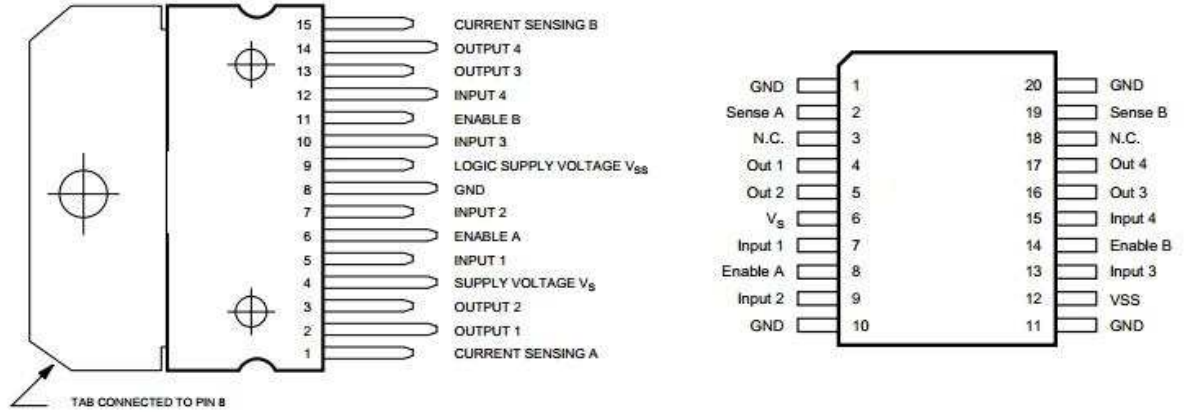 15 CURRENT SENSING B
14 OUTPUT 4
13 OUTPUT 3
12 INPUT 4
11 ENABLE B
10 INPUT 3
9 LOGIC SUPPLY VOLTAGE VSS
8 GND
7 INPUT 2
6 ENABLE A
5 INPUT 1
4 SUPPLY VOLTAGE VS
3 OUTPUT 2
2 OUTPUT 1
1 CURRENT SENSING A
TAB CONNECTED TO PIN 8
GND 1 20 GND
Sense A 2 19 Sense B
N.C. 3 18 N.C.
Out 1 4 17 Out 4
Out 2 5 16 Out 3
VS 6 15 Input 4
Input 1 7 14 Enable B
Enable A 8 13 Input 3
Input 2 9 12 VSS
GND 10 11 GND